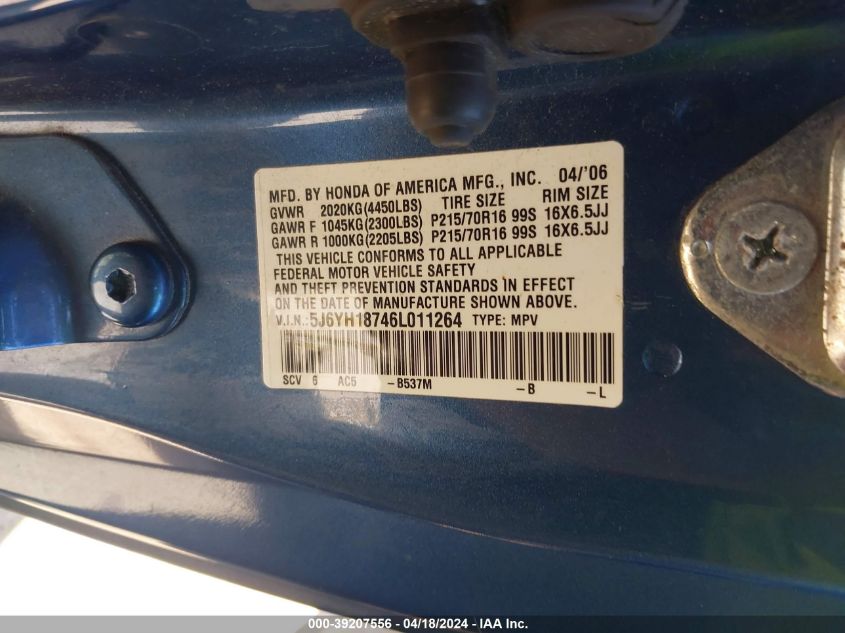 MFD. BY HONDA OF AMERICA MFG., INC. 04/'06
GVWR 2020KG(4450LBS) TIRE SIZE RIM SIZE
GAWR F 1045KG(2300LBS) P215/70R16 99S 16X6.5JJ
GAWR R 1000KG(2205LBS) P215/70R16 99S 16X6.5JJ
THIS VEHICLE CONFORMS TO ALL APPLICABLE
FEDERAL MOTOR VEHICLE SAFETY
AND THEFT PREVENTION STANDARDS IN EFFECT
ON THE DATE OF MANUFACTURE SHOWN ABOVE.
V.I.N.:5J6YH18746L011264 TYPE: MPV
SCV 6 AC5 -B537M -B -L
000-39207556 - 04/18/2024 - IAA Inc.